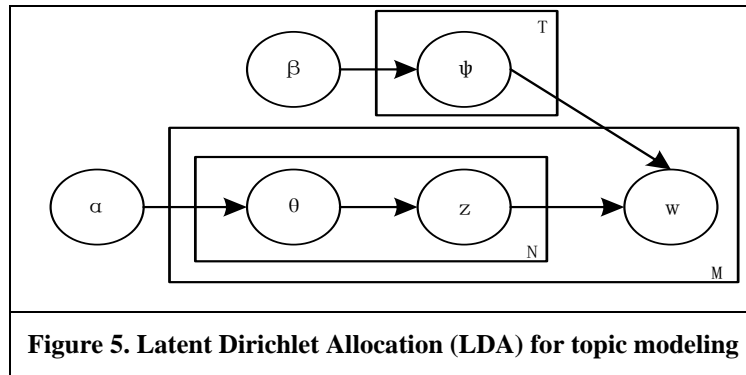 T
β
ψ
α
θ
z
w
N
M
Figure 5. Latent Dirichlet Allocation (LDA) for topic modeling